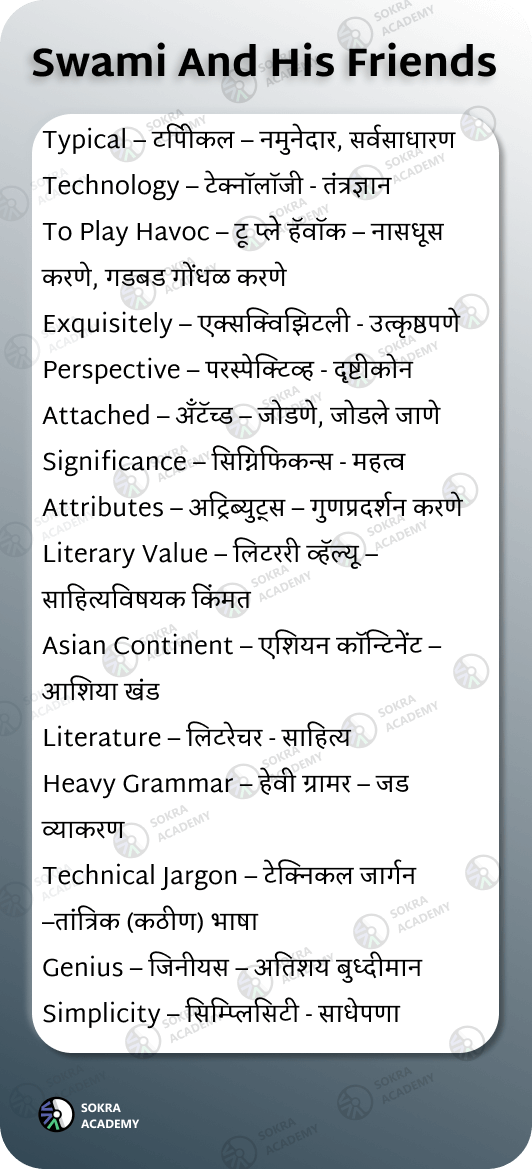 Swami And His Friends
Typical – टिपीकल – नमुनेदार, सर्वसाधारण
Technology – टेक्नॉलॉजी - तंत्रज्ञान
To Play Havoc – टू प्ले हॅवॉक – नासधूस
करणे, गडबड गोंधळ करणे
Exquisitely – एक्सक्विझिटली - उत्कृष्ठपणे
Perspective – परस्पेक्टिव्ह - दृष्टीकोन
Attached – अँटॅच्ड – जोडणे, जोडले जाणे
Significance – सिग्निफिकन्स - महत्व
Attributes – अट्रिब्युट्स – गुणप्रदर्शन करणे
Literary Value – लिटररी व्हॅल्यू –
साहित्यविषयक किंमत
Asian Continent – एशियन कॉन्टिनेंट –
आशिया खंड
Literature – लिटरेचर - साहित्य
Heavy Grammar – हेवी ग्रामर – जड
व्याकरण
Technical Jargon – टेक्निकल जार्गन
–तांत्रिक (कठीण) भाषा
Genius – जिनीयस – अतिशय बुध्दीमान
Simplicity – सिम्प्लिसिटी - साधेपणा
SOKRA
ACADEMY